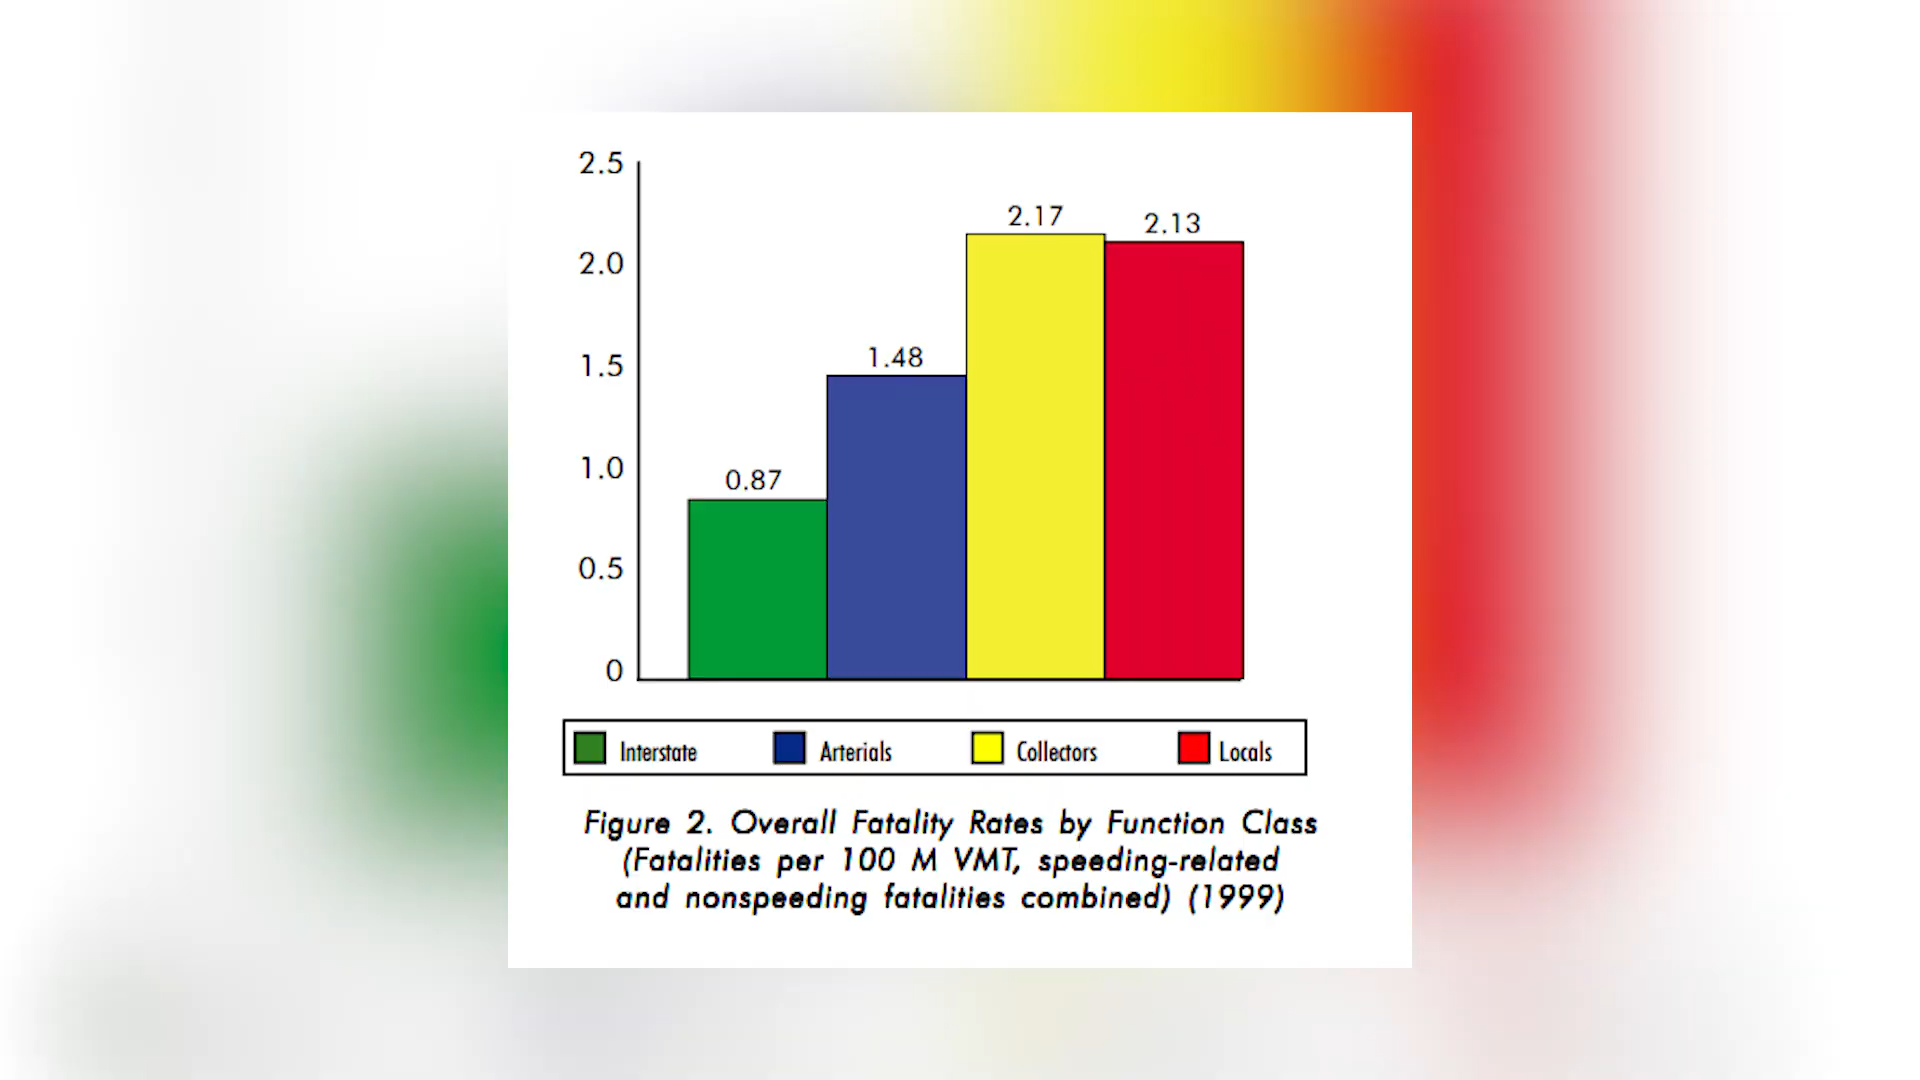 2.5
2.0
1.5
1.0
0.5
0
0.87
1.48
2.17
2.13
Interstate
Arterials
Collectors
Locals
Figure 2. Overall Fatality Rates by Function Class
(Fatalities per 100 M VMT, speeding-related
and nonspeeding fatalities combined) (1999)